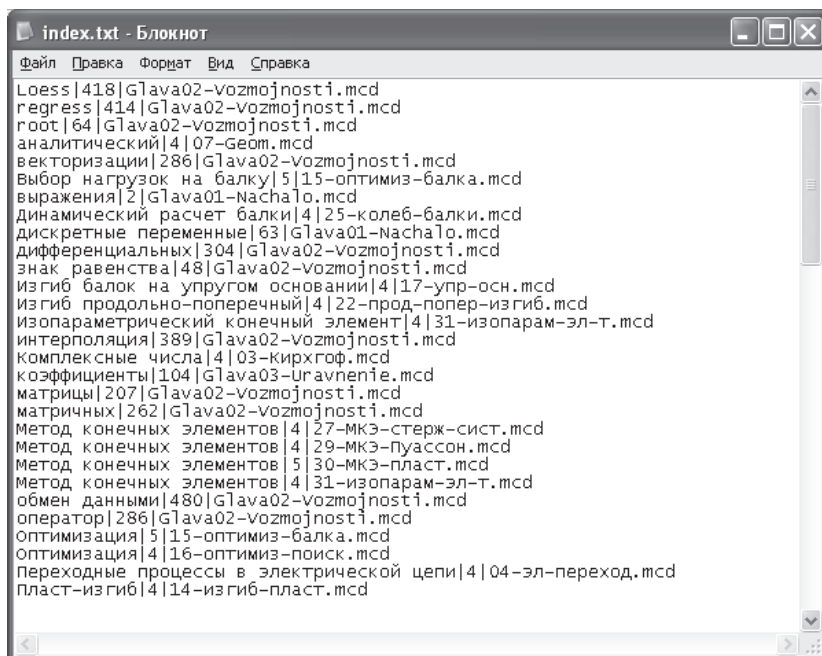 index.txt - Блокнот
Файл Правка Формат Вид Справка
Loess|418|Glava02-Vozmojnosti.mcd
regress|414|Glava02-Vozmojnosti.mcd
root|64|Glava02-Vozmojnosti.mcd
аналитический|4|07-Geom.mcd
векторизации|286|Glava02-Vozmojnosti.mcd
Выбор нагрузок на балку|5|15-оптимиз-балка.mcd
выражения|2|Glava01-Nachalo.mcd
Динамический расчет балки|4|25-колеб-балки.mcd
дискретные переменные|63|Glava01-Nachalo.mcd
дифференциальных|304|Glava02-Vozmojnosti.mcd
знак равенства|48|Glava02-Vozmojnosti.mcd
Изгиб балок на упругом основании|4|17-упр-осн.mcd
Изгиб продольно-поперечный|4|22-прод-попер-изгиб.mcd
Изопараметрический конечный элемент|4|31-изопарам-эл-т.mcd
интерполяция|389|Glava02-Vozmojnosti.mcd
Комплексные числа|4|03-Кирхгоф.mcd
коэффициенты|104|Glava03-Uravnenie.mcd
матрицы|207|Glava02-Vozmojnosti.mcd
матричных|262|Glava02-Vozmojnosti.mcd
Метод конечных элементов|4|27-МКЭ-стерж-сист.mcd
Метод конечных элементов|4|29-МКЭ-Пуассон.mcd
Метод конечных элементов|5|30-МКЭ-пласт.mcd
Метод конечных элементов|4|31-изопарам-эл-т.mcd
обмен данными|480|Glava02-Vozmojnosti.mcd
оператор|286|Glava02-Vozmojnosti.mcd
Оптимизация|5|15-оптимиз-балка.mcd
Оптимизация|4|16-оптимиз-поиск.mcd
Переходные процессы в электрической цепи|4|04-эл-переход.mcd
Пласт-изгиб|4|14-изгиб-пласт.mcd